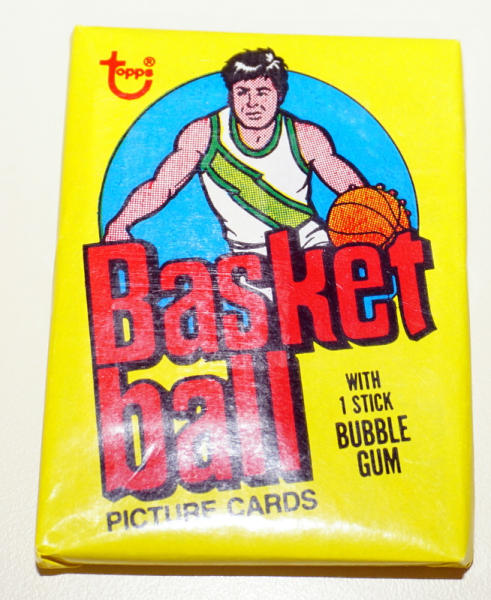 topps®
Basket
ball
WITH
1 STICK
BUBBLE
GUM
PICTURE CARDS